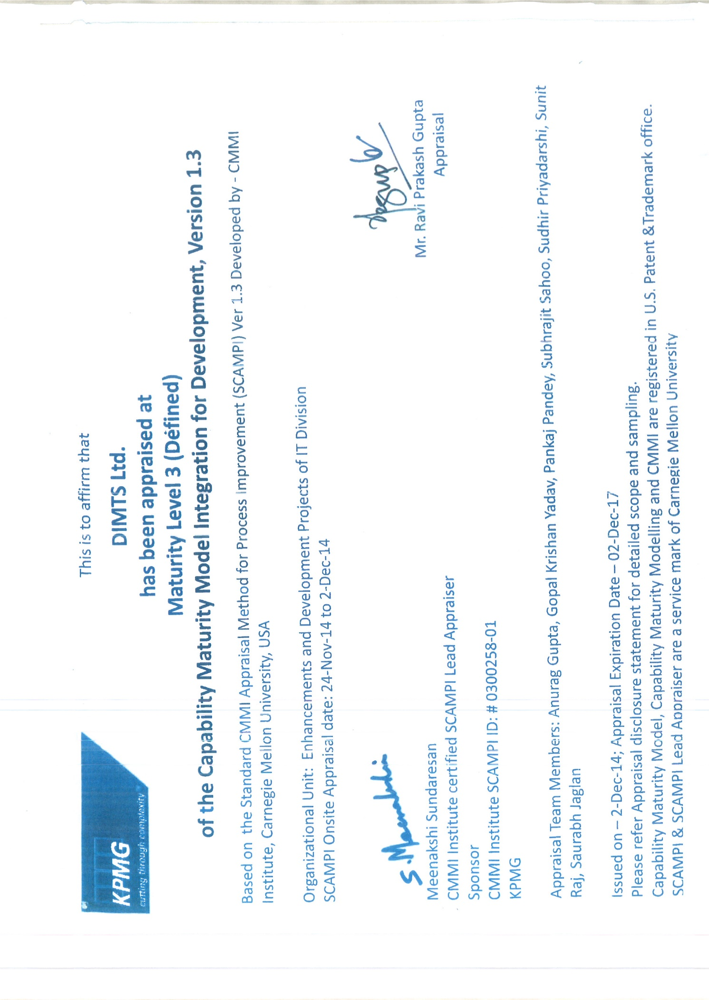 KPMG
cutting through complexity
This is to affirm that
DIMTS Ltd.
has been appraised at
Maturity Level 3 (Défined)
of the Capability Maturity Model Integration for Development, Version 1.3
Based on the Standard CMMI Appraisal Method for Process Improvement (SCAMPI) Ver 1.3 Developed by - CMMI
Institute, Carnegie Mellon University, USA
Organizational Unit: Enhancements and Development Projects of IT Division
SCAMPI Onsite Appraisal date: 24-Nov-14 to 2-Dec-14
S. Meenakshi
Meenakshi Sundaresan
Mr. Ravi Prakash Gupta
CMMI Institute certified SCAMPI Lead Appraiser
Appraisal
Sponsor
CMMI Institute SCAMPI ID: # 0300258-01
KPMG
Appraisal Team Members: Anurag Gupta, Gopal Krishan Yadav, Pankaj Pandey, Subhrajit Sahoo, Sudhir Priyadarshi, Sunit
Raj, Saurabh Jaglan
Issued on – 2-Dec-14; Appraisal Expiration Date – 02-Dec-17
Please refer Appraisal disclosure statement for detailed scope and sampling.
Capability Maturity Model, Capability Maturity Modelling and CMMI are registered in U.S. Patent &Trademark office.
SCAMPI & SCAMPI Lead Appraiser are a service mark of Carnegie Mellon University